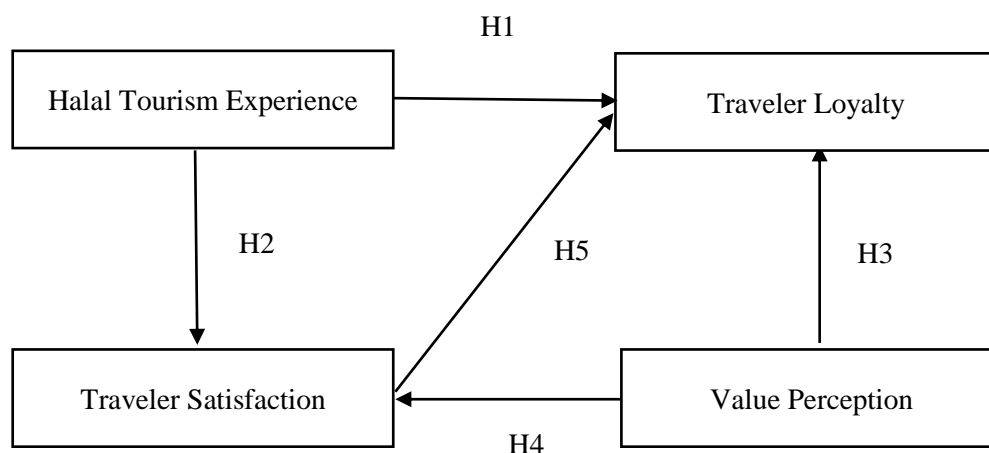 H1
Halal Tourism Experience
Traveler Loyalty
H2
H5
H3
Traveler Satisfaction
Value Perception
H4